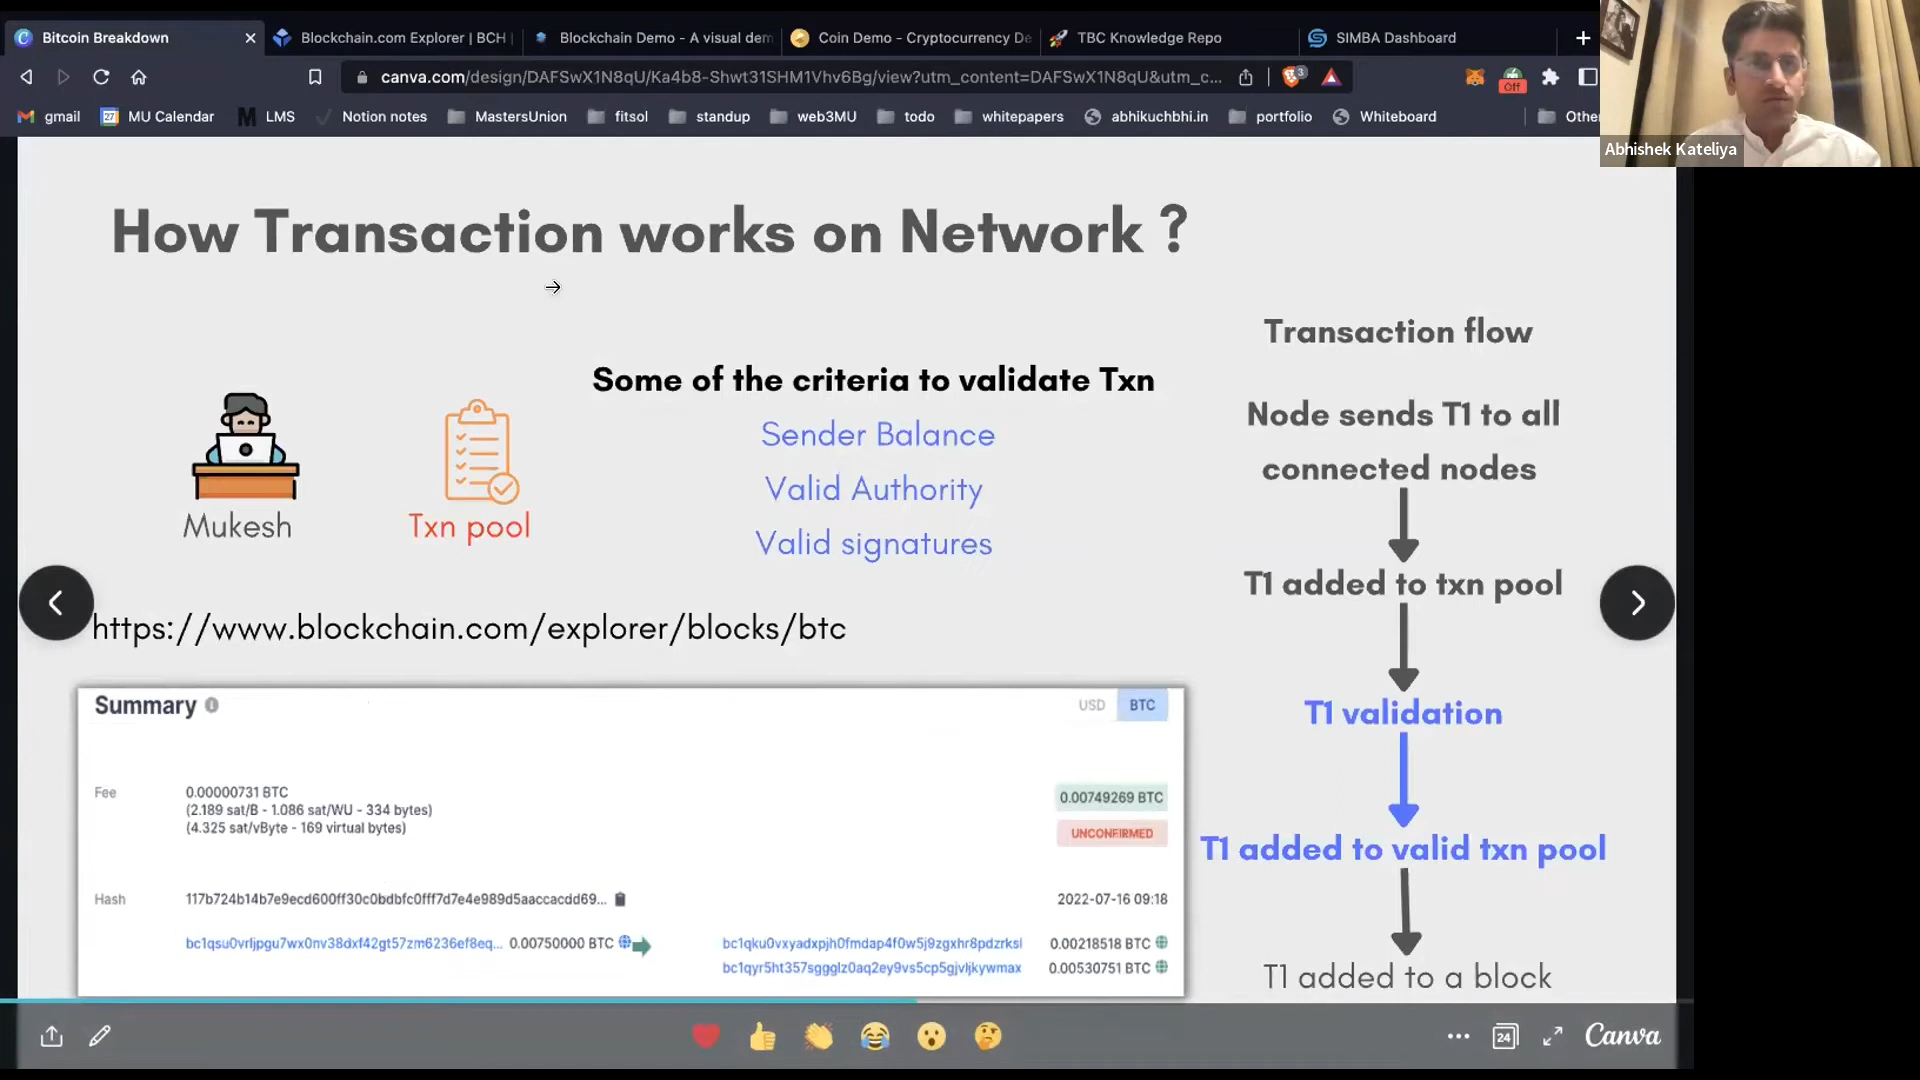 Bitcoin Breakdown
Blockchain.com Explorer | BCH |
Blockchain Demo - A visual dem
Coin Demo - Cryptocurrency De
TBC Knowledge Repo
SIMBA Dashboard
canva.com/design/DAFSwX1N8qU/Ka4b8-Shwt31SHM1Vhv6Bg/view?utm_content=DAFSwX1N8qU&utm_c...
3
Off
gmail
27
MU Calendar
LMS
Notion notes
MastersUnion
fitsol
standup
web3MU
todo
whitepapers
abhikuchbhi.in
portfolio
Whiteboard
Othe
Abhishek Kateliya
How Transaction works on Network ?
Transaction flow
Some of the criteria to validate Txn
Sender Balance
Valid Authority
Valid signatures
Mukesh
Txn pool
Node sends T1 to all
connected nodes
T1 added to txn pool
T1 validation
T1 added to valid txn pool
T1 added to a block
https://www.blockchain.com/explorer/blocks/btc
Summary
USD
BTC
Fee
0.00000731 BTC
(2.189 sat/B - 1.086 sat/WU - 334 bytes)
(4.325 sat/vByte - 169 virtual bytes)
0.00749269 BTC
UNCONFIRMED
Hash
117b724b14b7e9ecd600ff30c0bdbfc0fff7d7e4e989d5aaccacdd69...
2022-07-16 09:18
0.00750000 BTC
0.00218518 BTC
0.00530751 BTC
24
Canva